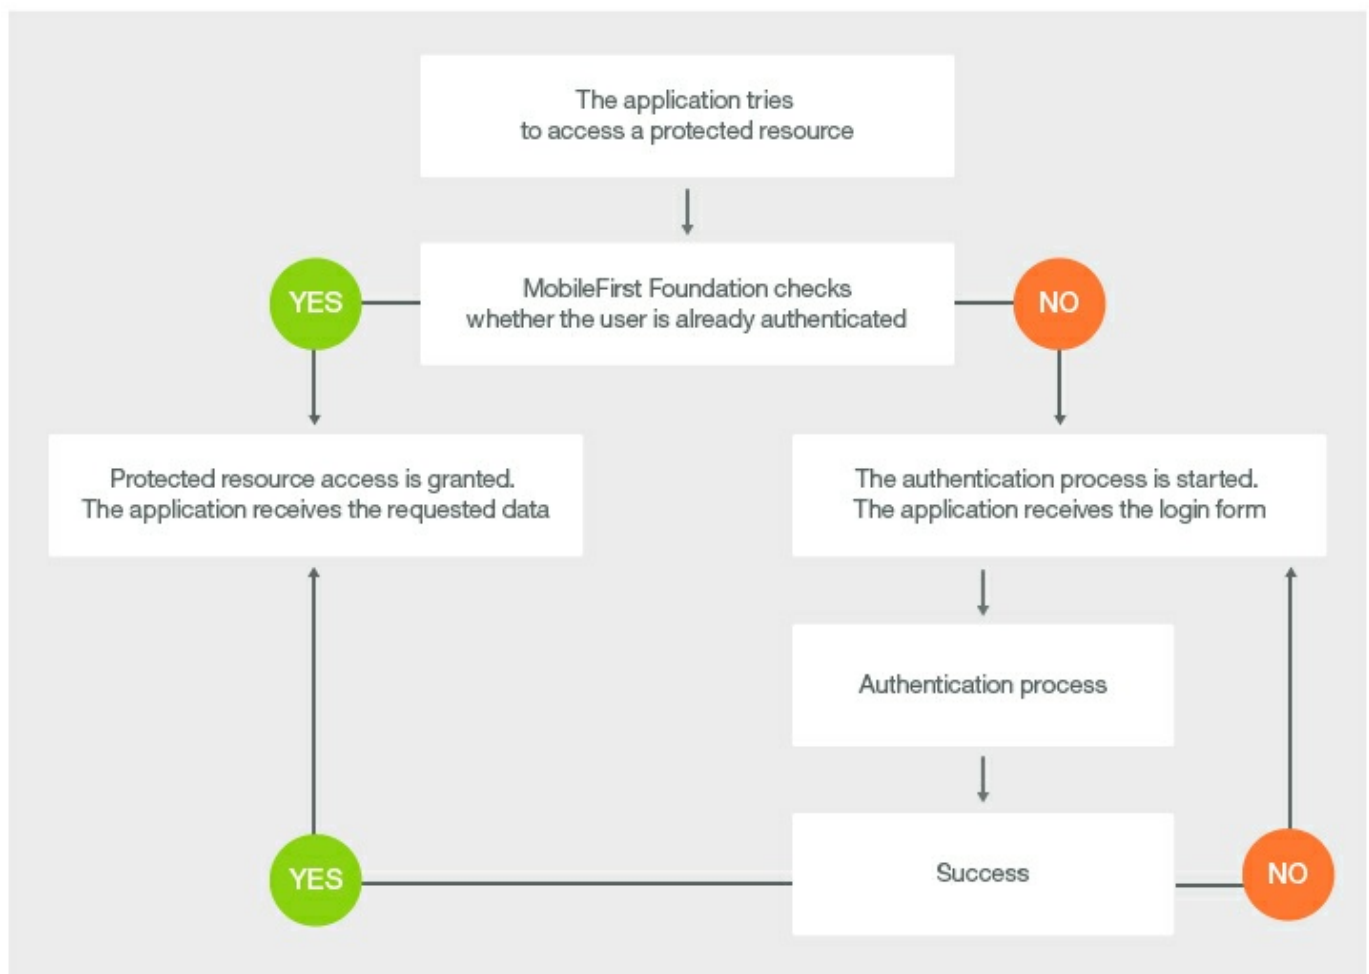 The application tries
to access a protected resource
YES
MobileFirst Foundation checks
whether the user is already authenticated
NO
Protected resource access is granted.
The application receives the requested data
The authentication process is started.
The application receives the login form
Authentication process
YES
Success
NO